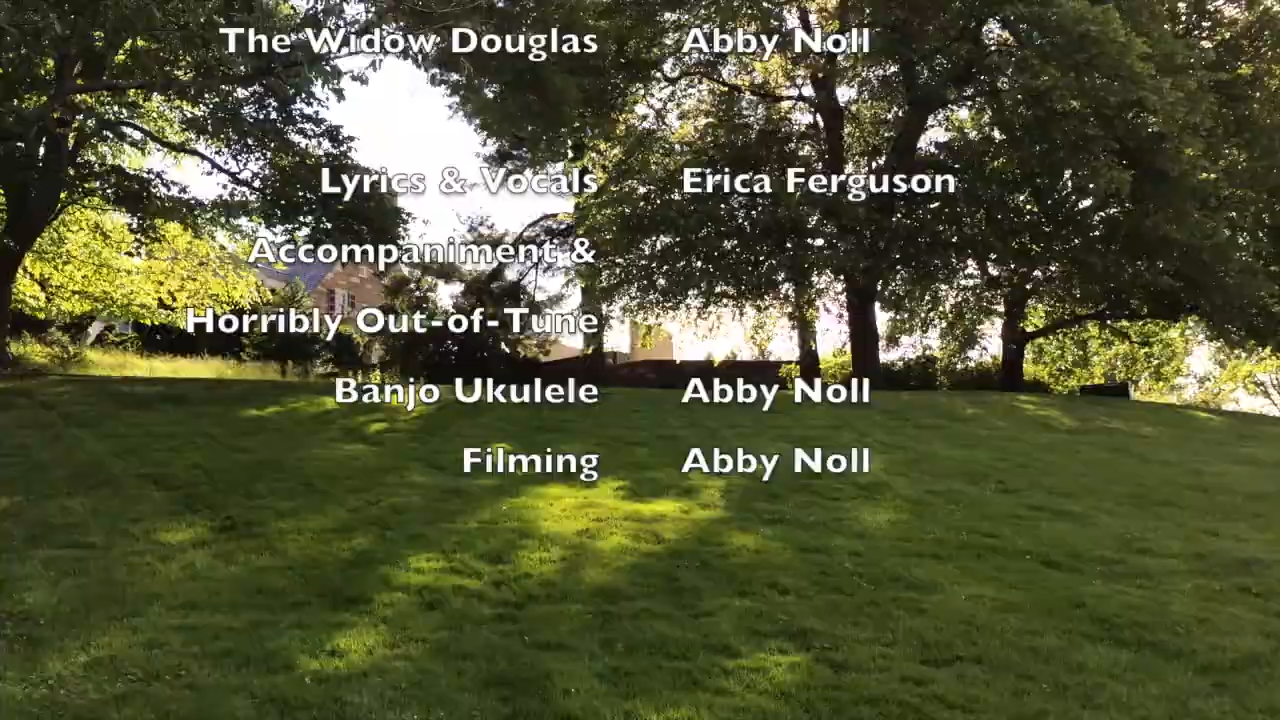 The Widow Douglas Abby Noll
Lyrics & Vocals Erica Ferguson
Accompaniment &
Horribly Out-of-Tune
Banjo Ukulele Abby Noll
Filming Abby Noll